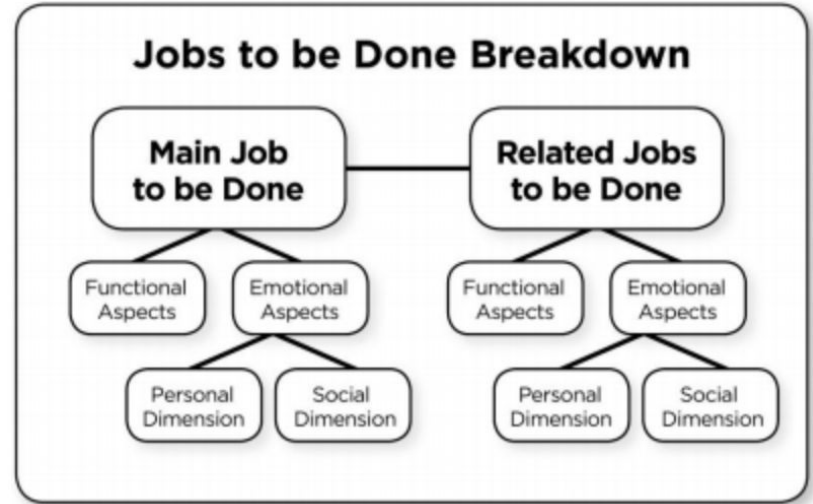 Jobs to be Done Breakdown
Main Job
to be Done
Related Jobs
to be Done
Functional
Aspects
Emotional
Aspects
Functional
Aspects
Emotional
Aspects
Personal
Dimension
Social
Dimension
Personal
Dimension
Social
Dimension